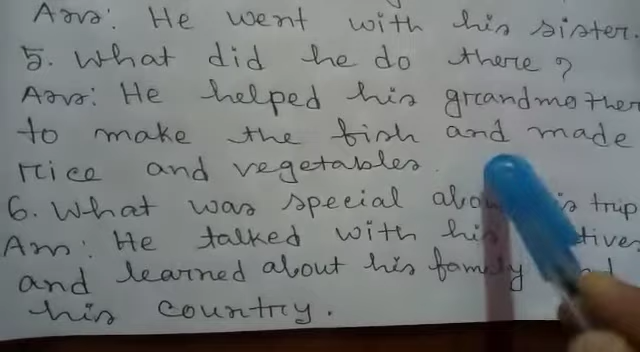 Ans: He went with his sister.
5. What did he do there?
Ans: He helped his grandmother
to make the fish and made
rice and vegetables.
6. What was special trip
Ans: He talked with his
and learned about his family
his country.